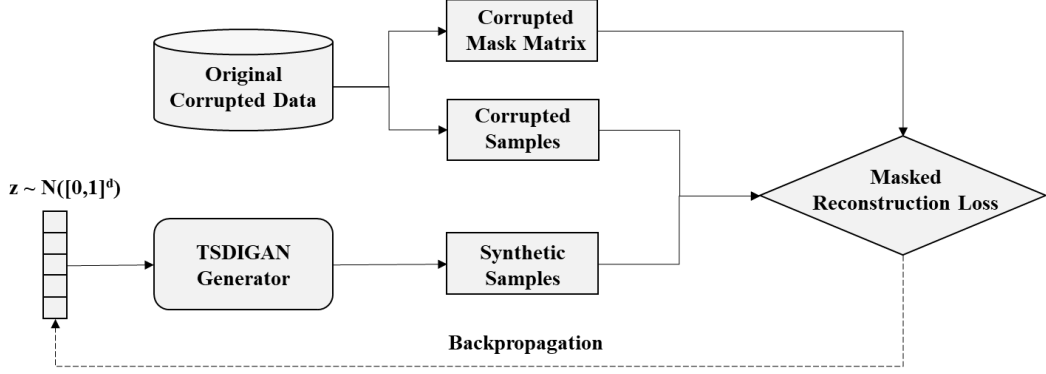 Corrupted
Mask Matrix
Original
Corrupted Data
Corrupted
Samples
z ~ N([0,1]ᵈ)
Masked
Reconstruction Loss
TSDIGAN
Generator
Synthetic
Samples
Backpropagation